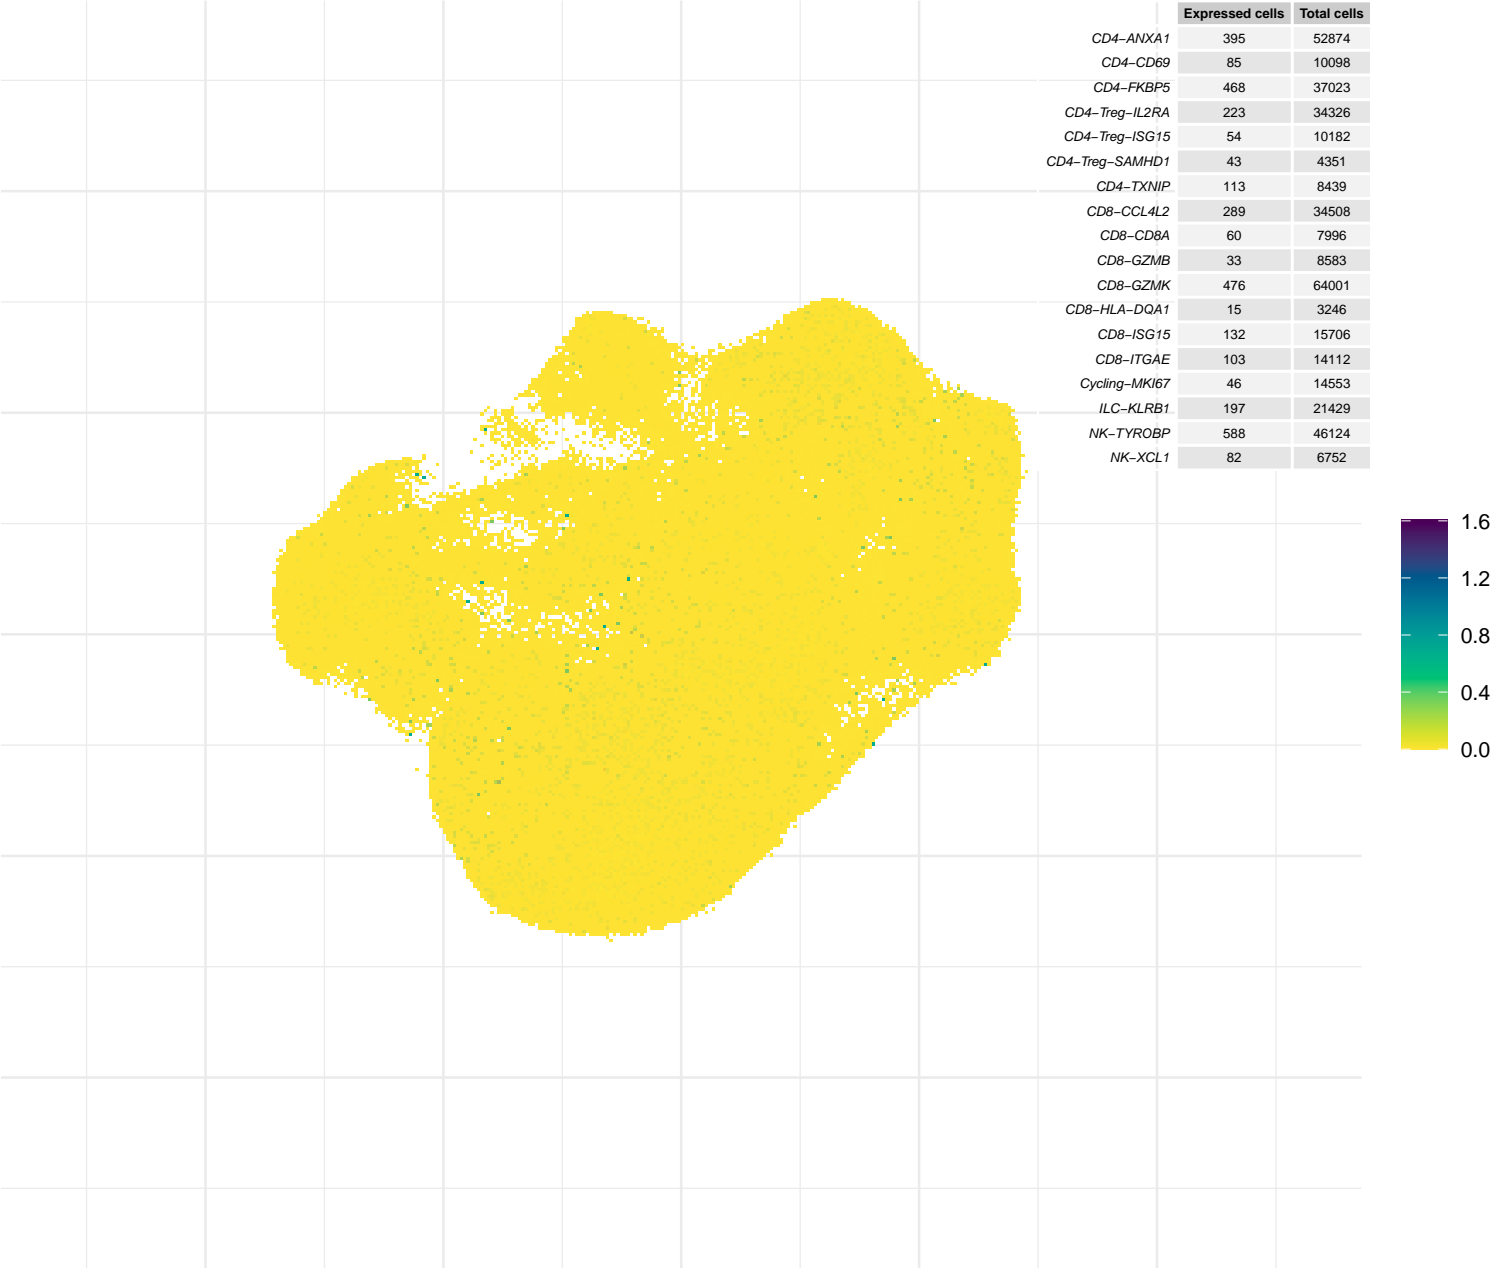 Expressed cells Total cells
CD4−ANXA1 395 52874
CD4−CD69 85 10098
CD4−FKBP5 468 37023
CD4−Treg−IL2RA 223 34326
CD4−Treg−ISG15 54 10182
CD4−Treg−SAMHD1 43 4351
CD4−TXNIP 113 8439
CD8−CCL4L2 289 34508
CD8−CD8A 60 7996
CD8−GZMB 33 8583
CD8−GZMK 476 64001
CD8−HLA−DQA1 15 3246
CD8−ISG15 132 15706
CD8−ITGAE 103 14112
Cycling−MKI67 46 14553
ILC−KLRB1 197 21429
NK−TYROBP 588 46124
NK−XCL1 82 6752
1.6
1.2
0.8
0.4
0.0